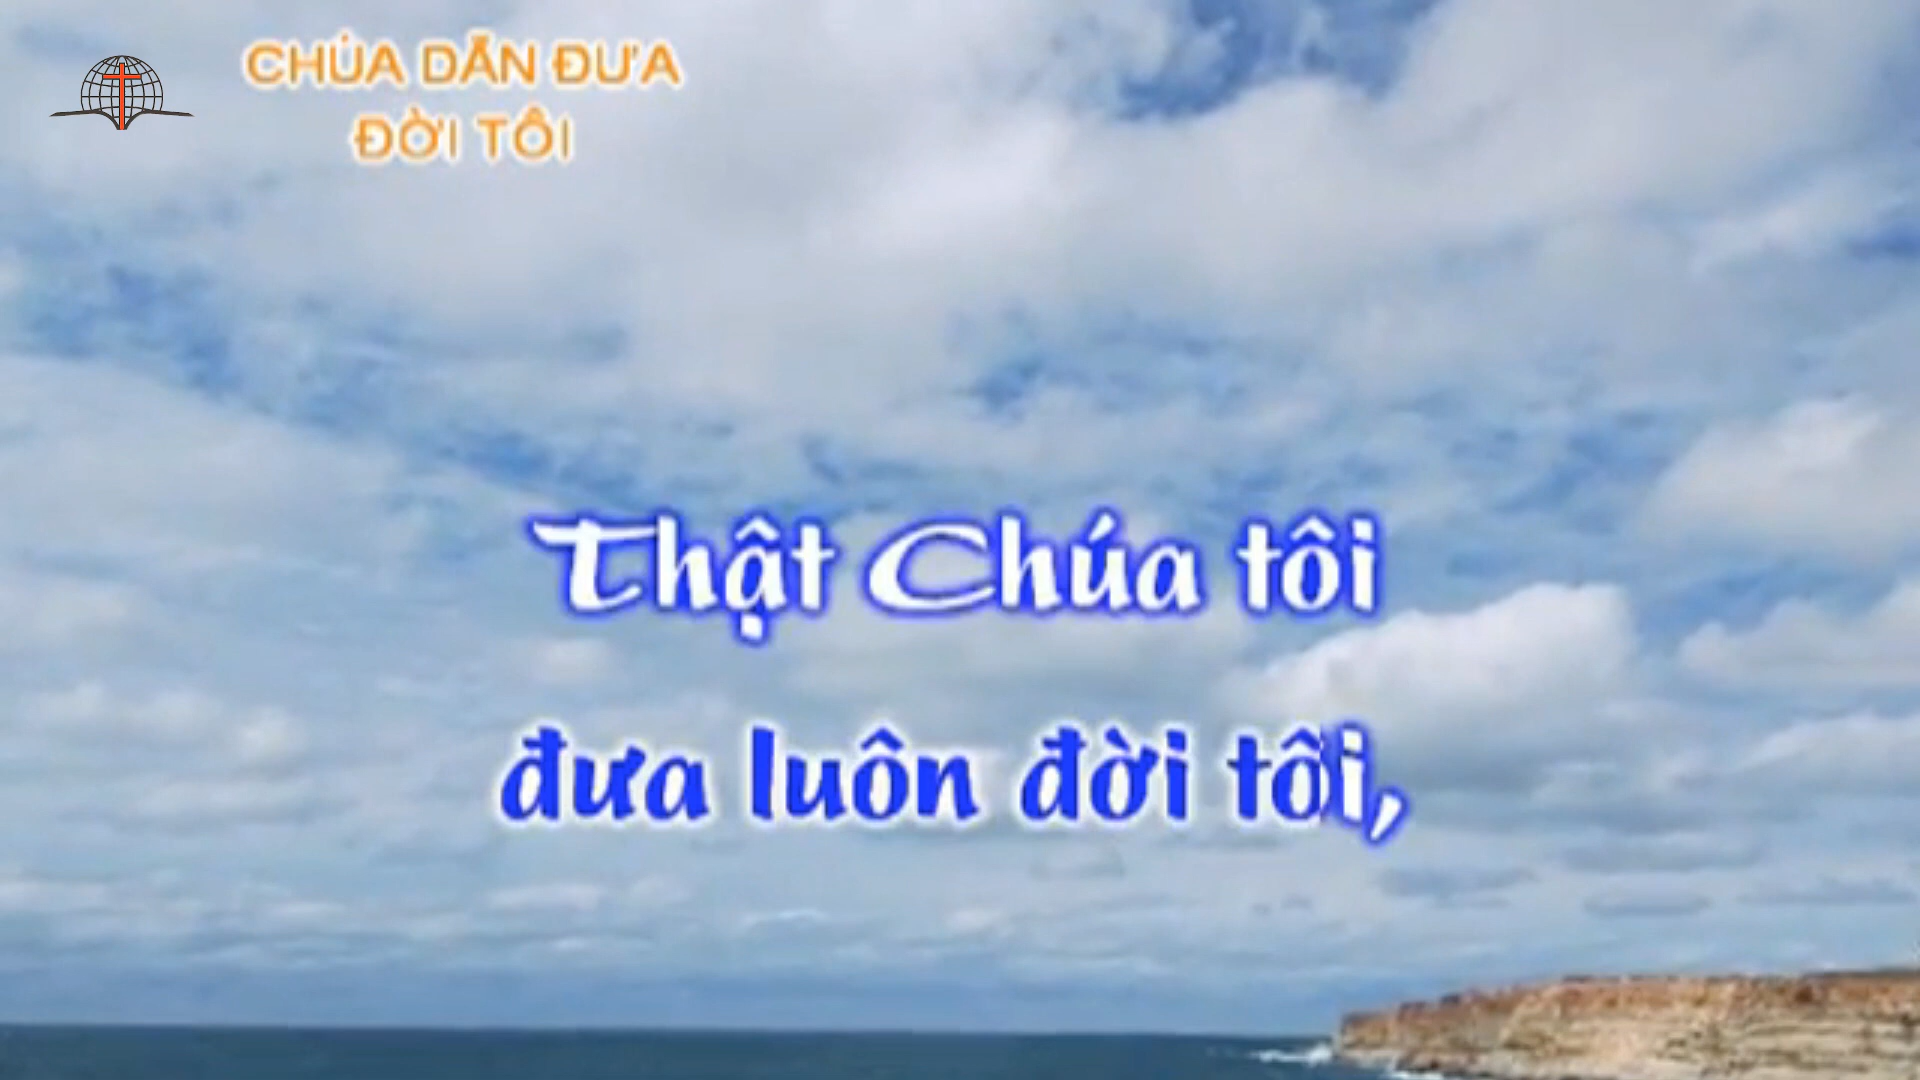 CHÚA DẪN ĐƯA
ĐỜI TÔI
Thật Chúa tôi
đưa luôn đời tôi,